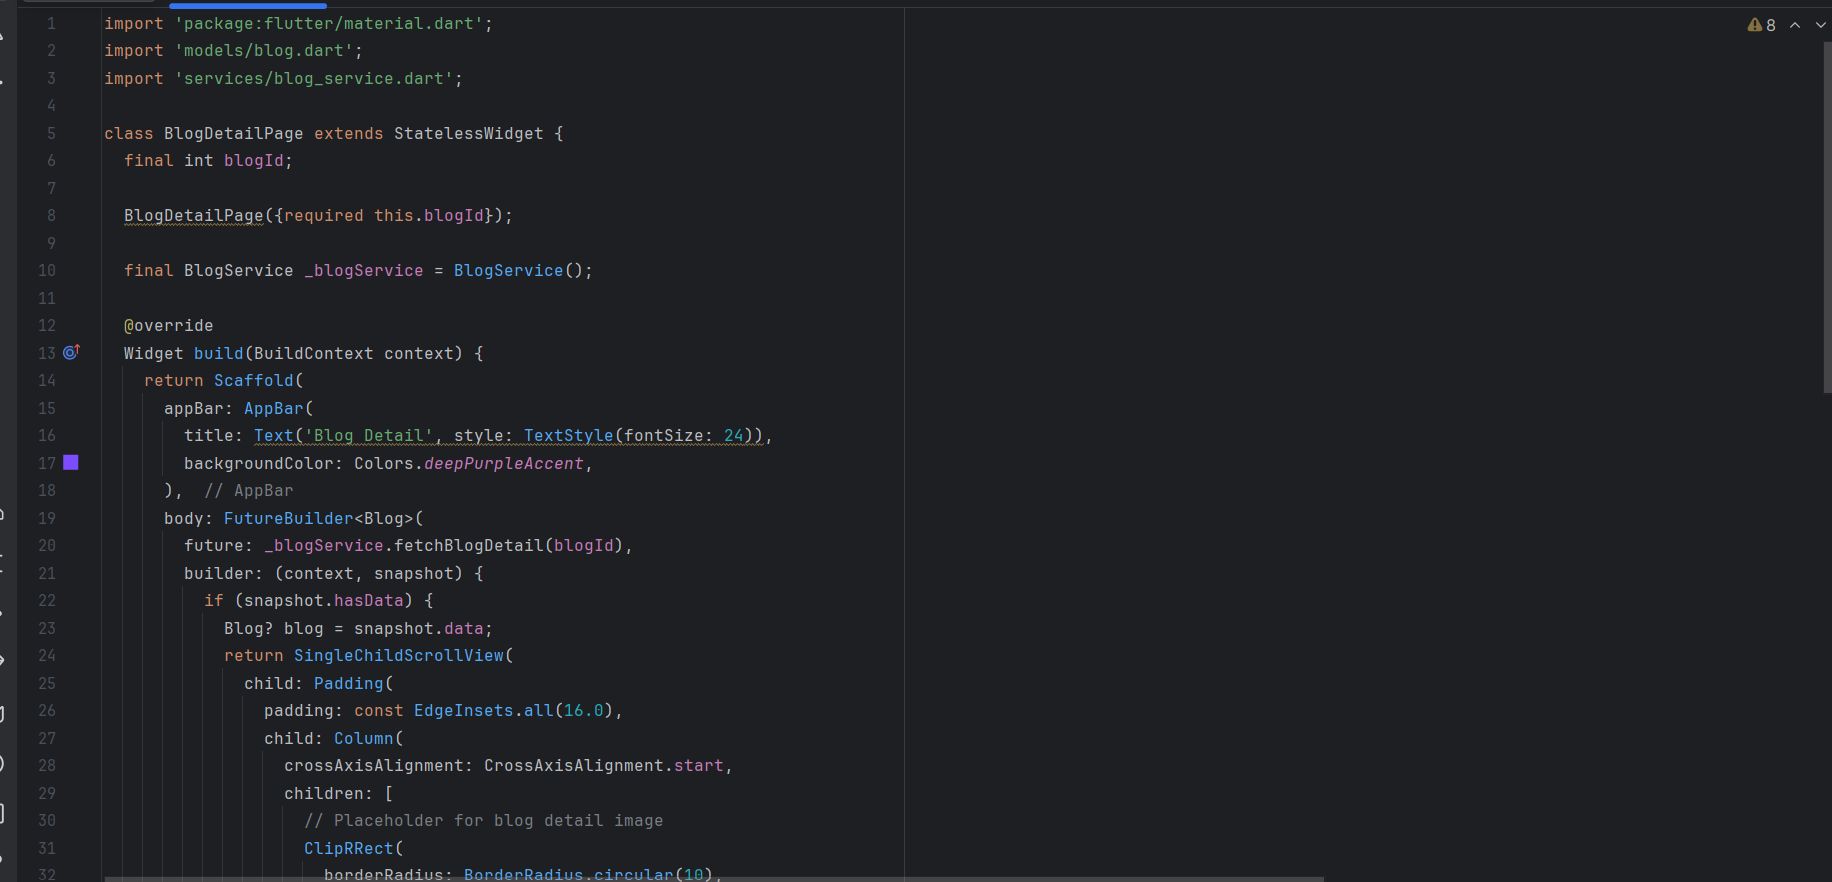 8
1 import 'package:flutter/material.dart';
2 import 'models/blog.dart';
3 import 'services/blog_service.dart';
4
5 class BlogDetailPage extends StatelessWidget {
6 final int blogId;
7
8 BlogDetailPage({required this.blogId});
9
10 final BlogService _blogService = BlogService();
11
12 @override
13 Widget build(BuildContext context) {
14 return Scaffold(
15 appBar: AppBar(
16 title: Text('Blog Detail', style: TextStyle(fontSize: 24)),
17 backgroundColor: Colors.deepPurpleAccent,
18 ), // AppBar
19 body: FutureBuilder<Blog>(
20 future: _blogService.fetchBlogDetail(blogId),
21 builder: (context, snapshot) {
22 if (snapshot.hasData) {
23 Blog? blog = snapshot.data;
24 return SingleChildScrollView(
25 child: Padding(
26 padding: const EdgeInsets.all(16.0),
27 child: Column(
28 crossAxisAlignment: CrossAxisAlignment.start,
29 children: [
30 // Placeholder for blog detail image
31 ClipRRect(
32 borderRadius: BorderRadius.circular(10),